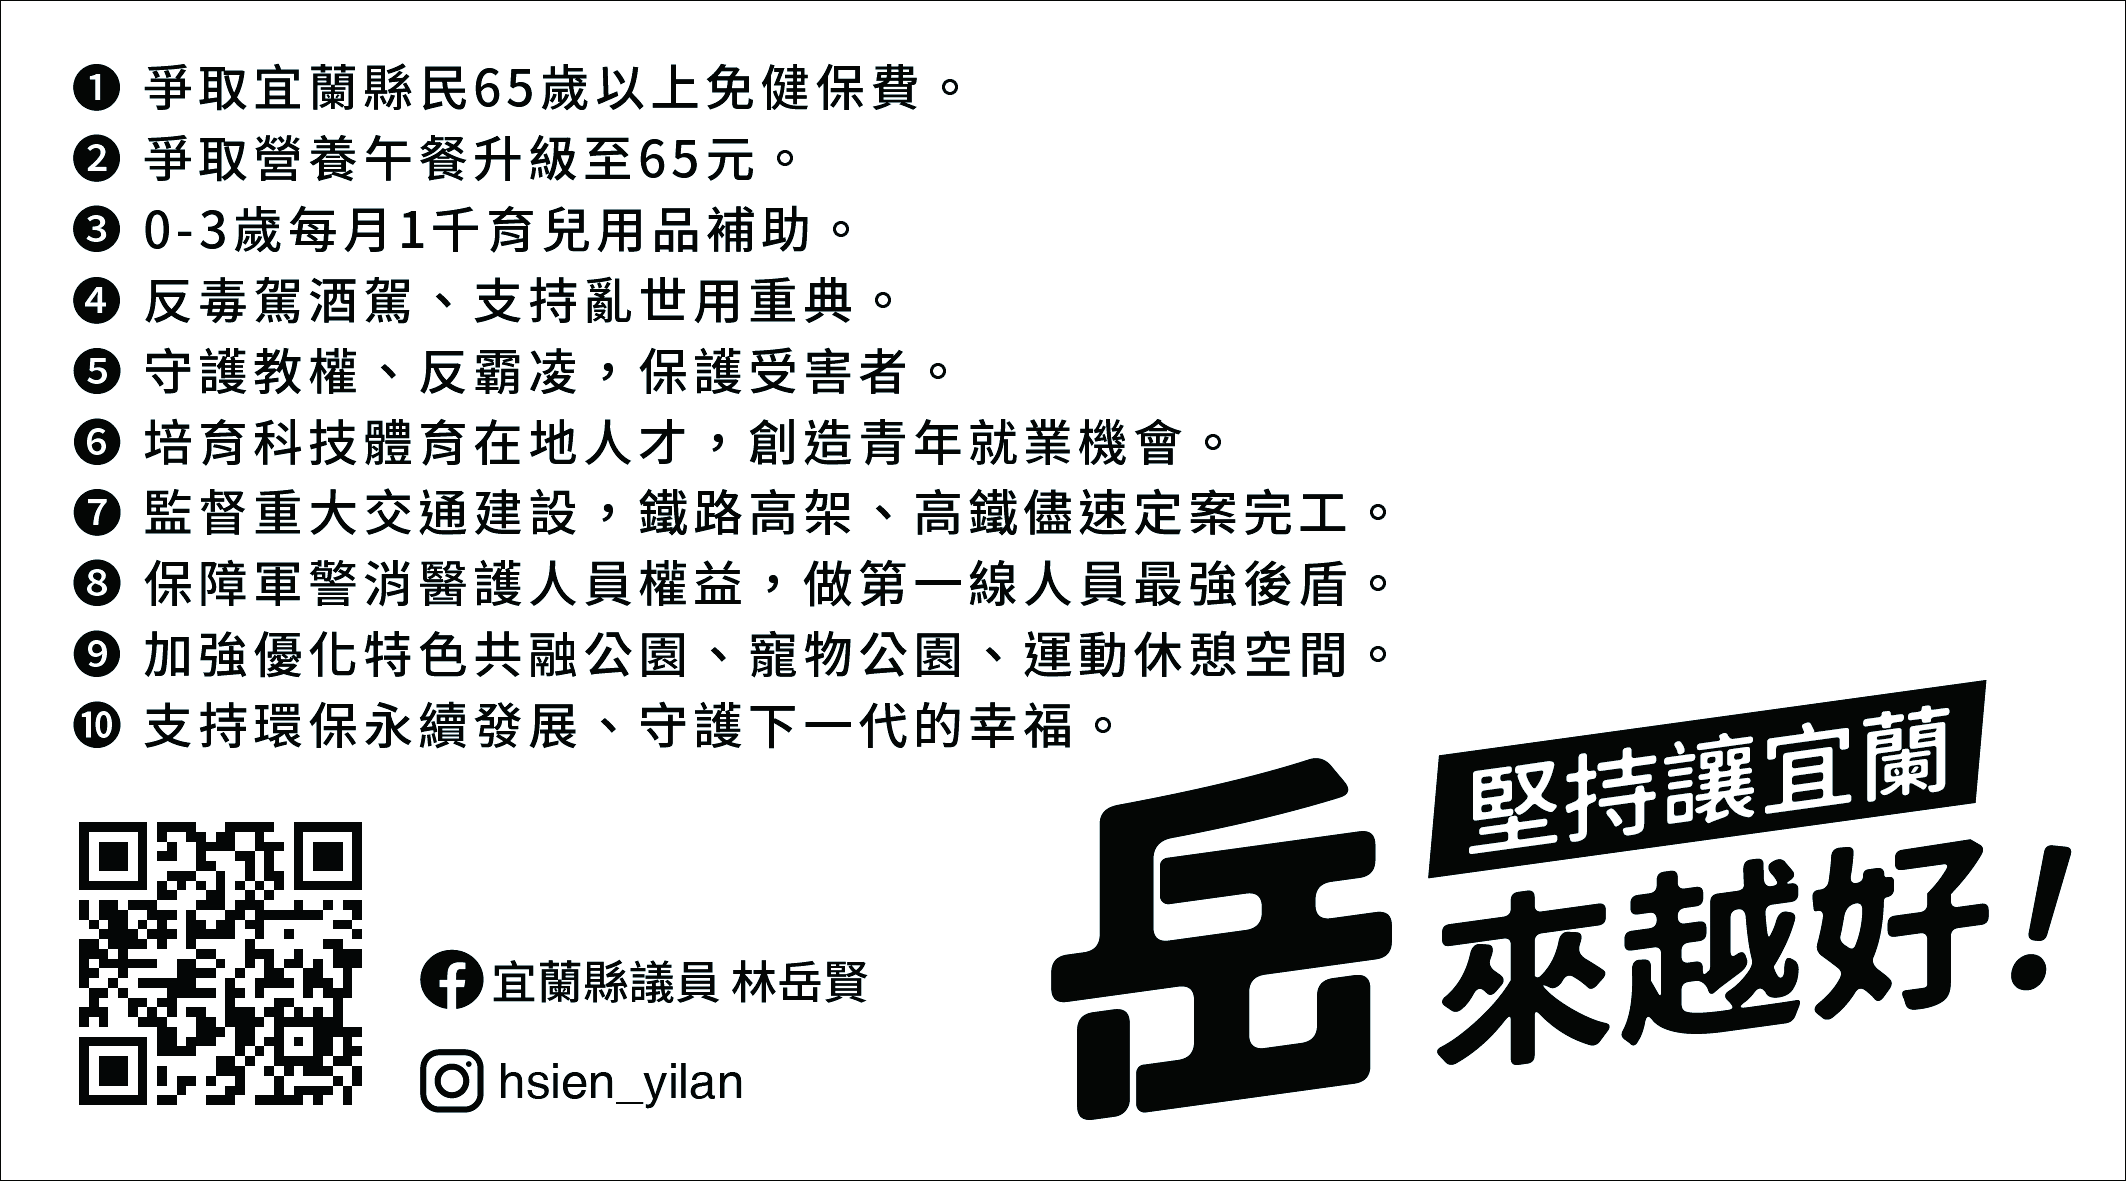 ❶ 爭取宜蘭縣民65歲以上免健保費。
❷ 爭取營養午餐升級至65元。
❸ 0-3歲每月1千育兒用品補助。
❹ 反毒駕酒駕、支持亂世用重典。
❺ 守護教權、反霸凌，保護受害者。
❻ 培育科技體育在地人才，創造青年就業機會。
❼ 監督重大交通建設，鐵路高架、高鐵儘速定案完工。
❽ 保障軍警消醫護人員權益，做第一線人員最強後盾。
❾ 加強優化特色共融公園、寵物公園、運動休憩空間。
❿ 支持環保永續發展、守護下一代的幸福。
宜蘭縣議員 林岳賢
hsien_yilan
堅持讓宜蘭
岳來越好！